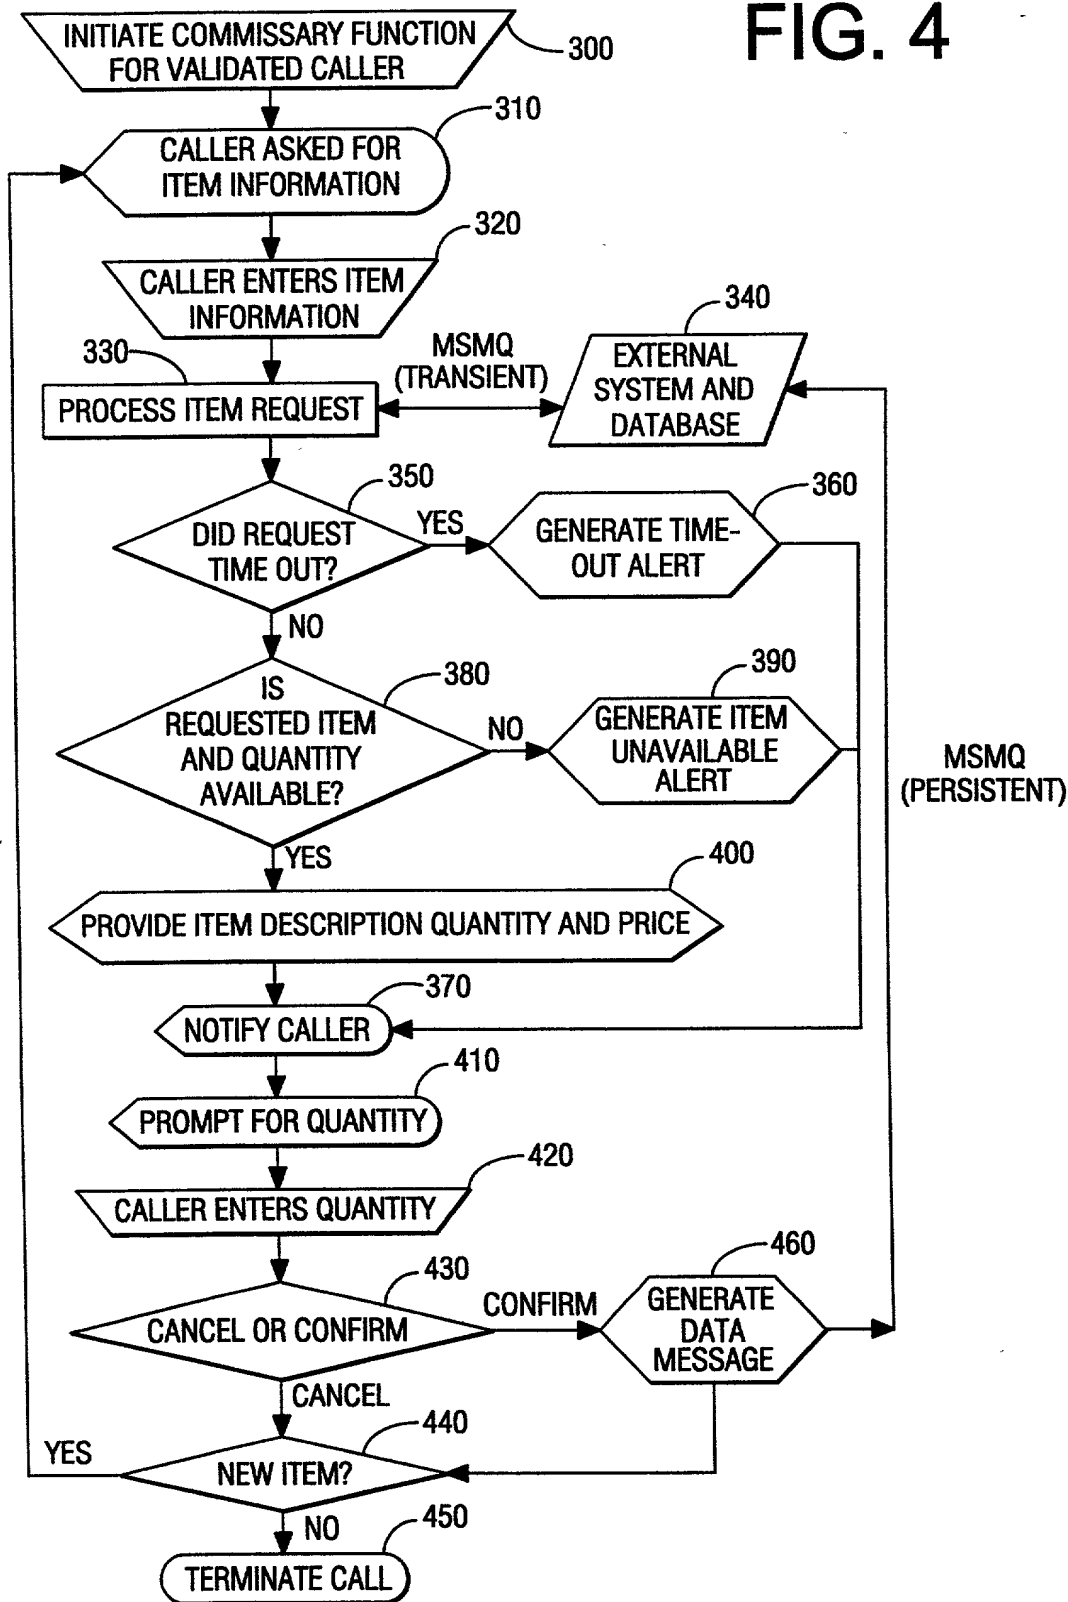 FIG. 4
INITIATE COMMISSARY FUNCTION
FOR VALIDATED CALLER
300
310
CALLER ASKED FOR
ITEM INFORMATION
320
CALLER ENTERS ITEM
INFORMATION
330
PROCESS ITEM REQUEST
MSMQ
(TRANSIENT)
340
EXTERNAL
SYSTEM AND
DATABASE
350
DID REQUEST
TIME OUT?
YES
360
GENERATE TIME-
OUT ALERT
NO
380
IS
REQUESTED ITEM
AND QUANTITY
AVAILABLE?
NO
390
GENERATE ITEM
UNAVAILABLE
ALERT
MSMQ
(PERSISTENT)
YES
400
PROVIDE ITEM DESCRIPTION QUANTITY AND PRICE
370
NOTIFY CALLER
410
PROMPT FOR QUANTITY
420
CALLER ENTERS QUANTITY
430
CANCEL OR CONFIRM
CONFIRM
460
GENERATE
DATA
MESSAGE
CANCEL
440
YES
NEW ITEM?
NO
450
TERMINATE CALL